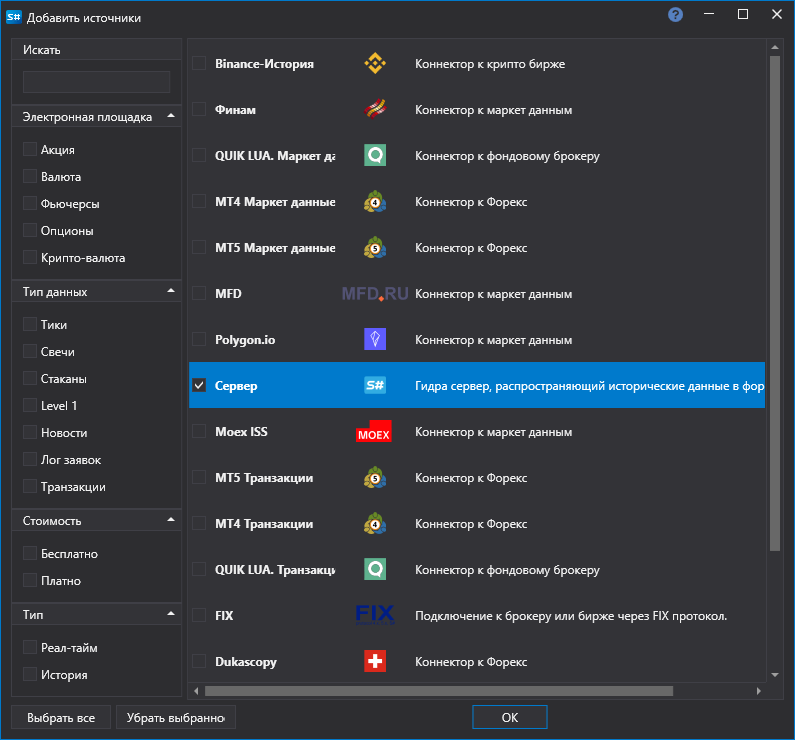 S# Добавить источники
?
Искать
Электронная площадка
Акция
Валюта
Фьючерсы
Опционы
Крипто-валюта
Тип данных
Тики
Свечи
Стаканы
Level 1
Новости
Лог заявок
Транзакции
Стоимость
Бесплатно
Платно
Тип
Реал-тайм
История
Binance-История Коннектор к крипто бирже
Финам Коннектор к маркет данным
QUIK LUA. Маркет да Коннектор к фондовому брокеру
MT4 Маркет данные 4 Коннектор к Форекс
MT5 Маркет данные 5 Коннектор к Форекс
MFD MFD.RU Коннектор к маркет данным
Polygon.io Коннектор к маркет данным
Сервер S# Гидра сервер, распространяющий исторические данные в фор
Moex ISS MOEX Коннектор к маркет данным
MT5 Транзакции 5 Коннектор к Форекс
MT4 Транзакции 4 Коннектор к Форекс
QUIK LUA. Транзакци Коннектор к фондовому брокеру
FIX FIX Подключение к брокеру или бирже через FIX протокол.
Dukascopy Коннектор к Форекс
Выбрать все Убрать выбранно OK